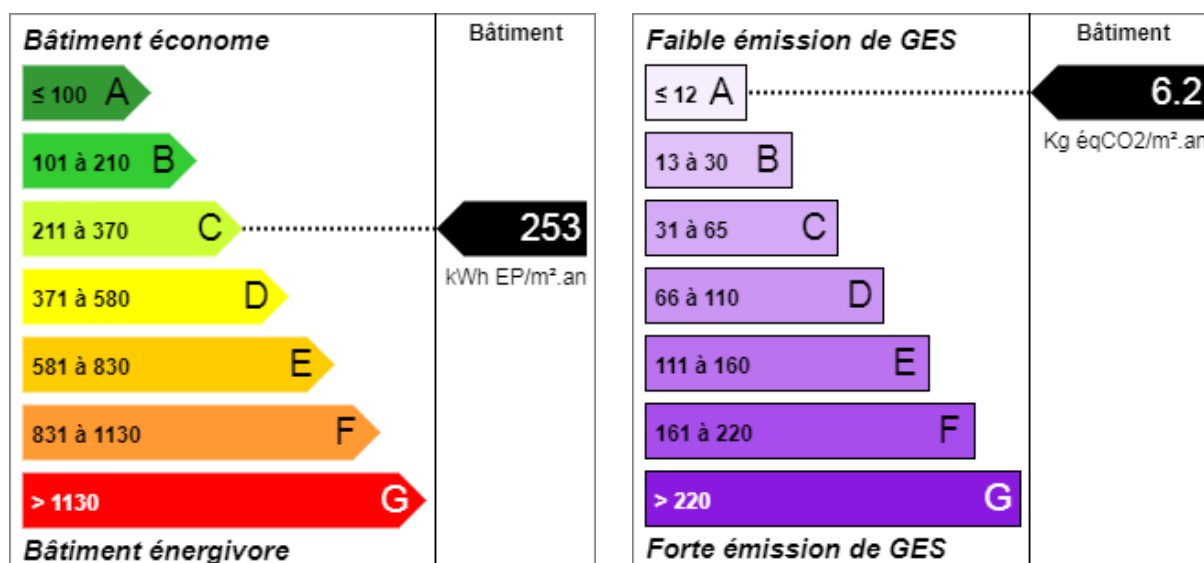 Bâtiment économe
Bâtiment
≤ 100 A
101 à 210 B
211 à 370 C
253
kWh EP/m².an
371 à 580 D
581 à 830 E
831 à 1130 F
> 1130 G
Bâtiment énergivore
Faible émission de GES
Bâtiment
≤ 12 A
6.2
Kg éqCO2/m².an
13 à 30 B
31 à 65 C
66 à 110 D
111 à 160 E
161 à 220 F
> 220 G
Forte émission de GES